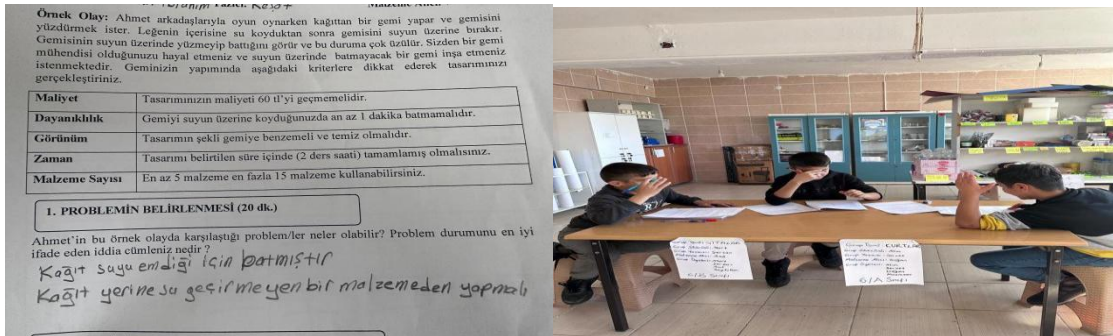 Örnek Olay: Ahmet arkadaşlarıyla oyun oynarken kağıttan bir gemi yapar ve gemisini
yüzdürmek ister. Leğenin içerisine su koyduktan sonra gemisini suyun üzerine bırakır.
Gemisinin suyun üzerinde yüzmeyip battığını görür ve bu duruma çok üzülür. Sizden bir gemi
mühendisi olduğunuzu hayal etmeniz ve suyun üzerinde batmayacak bir gemi inşa etmeniz
istenmektedir. Geminizin yapımında aşağıdaki kriterlere dikkat ederek tasarımınızı
gerçekleştiriniz.
Maliyet Tasarımınızın maliyeti 60 tl'yi geçmemelidir.
Dayanıklılık Gemiyi suyun üzerine koyduğunuzda an az 1 dakika batmamalıdır.
Görünüm Tasarımın şekli gemiye benzemeli ve temiz olmalıdır.
Zaman Tasarımı belirtilen süre içinde (2 ders saati) tamamlamış olmalısınız.
Malzeme Sayısı En az 5 malzeme en fazla 15 malzeme kullanabilirsiniz.
1. PROBLEMİN BELİRLENMESİ (20 dk.)
Ahmet'in bu örnek olayda karşılaştığı problem/ler neler olabilir? Problem durumunu en iyi
ifade eden iddia cümleniz nedir ?
Kağıt suyu emdiği için batmıştır
Kağıt yerine su geçirmeyen bir malzemeden yapmalı
6/B Sınıfı
6/A Sınıfı